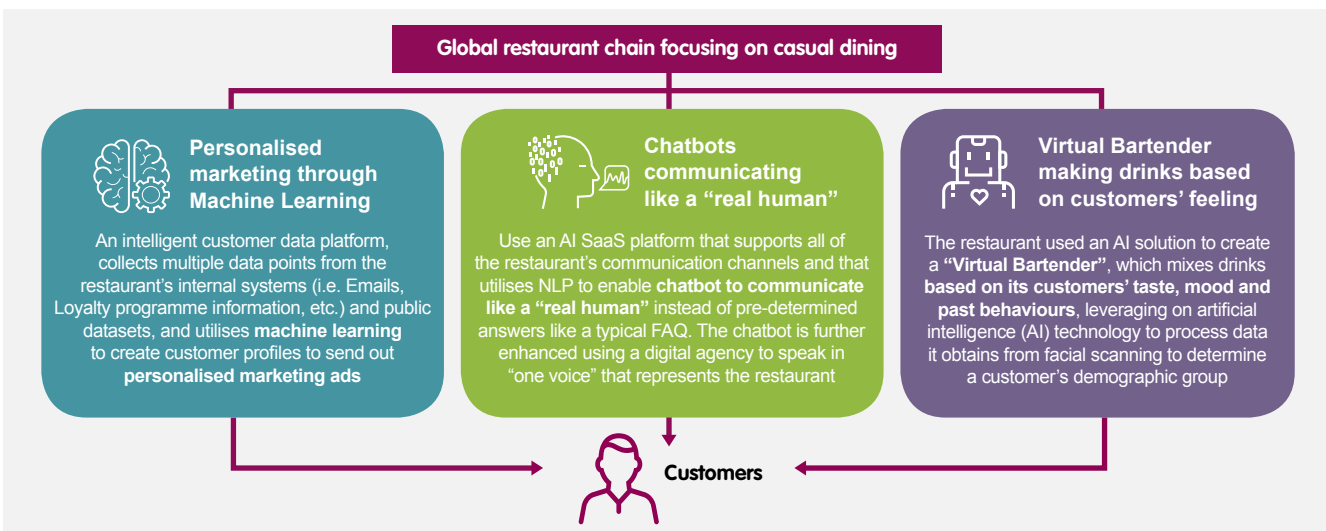 Global restaurant chain focusing on casual dining
Personalised
marketing through
Machine Learning
An intelligent customer data platform,
collects multiple data points from the
restaurant's internal systems (i.e. Emails,
Loyalty programme information, etc.) and public
datasets, and utilises machine learning
to create customer profiles to send out
personalised marketing ads
Chatbots
communicating
like a “real human”
Use an AI SaaS platform that supports all of
the restaurant's communication channels and that
utilises NLP to enable chatbot to communicate
like a “real human” instead of pre-determined
answers like a typical FAQ. The chatbot is further
enhanced using a digital agency to speak in
“one voice” that represents the restaurant
Virtual Bartender
making drinks based
on customers' feeling
The restaurant used an AI solution to create
a “Virtual Bartender”, which mixes drinks
based on its customers' taste, mood and
past behaviours, leveraging on artificial
intelligence (AI) technology to process data
it obtains from facial scanning to determine
a customer's demographic group
Customers